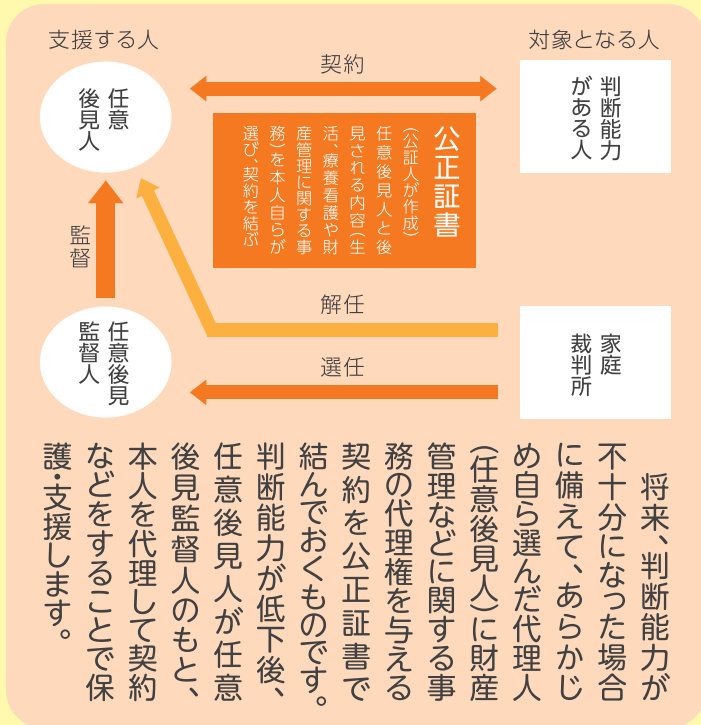 支援する人
対象となる人
任意
後見人
契約
判断能力
がある人
公正証書
(公証人が作成)
任意後見人と後
見される内容(生
活、療養看護や財
産管理に関する事
務)を本人自らが
選び、契約を結ぶ
監督
解任
選任
任意後見
監督人
家庭
裁判所
将来、判断能力が
不十分になった場合
に備えて、あらかじ
め自ら選んだ代理人
(任意後見人)に財産
管理などに関する事
務の代理権を与える
契約を公正証書で
結んでおくものです。
判断能力が低下後、
任意後見人が任意
後見監督人のもと、
本人を代理して契約
などをすることで保
護・支援します。